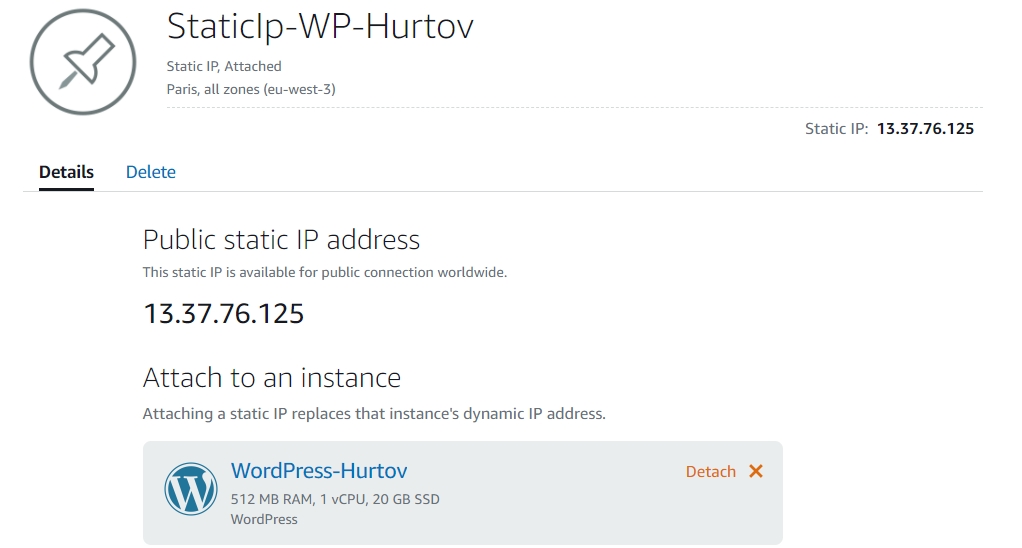 StaticIp-WP-Hurtov
Static IP, Attached
Paris, all zones (eu-west-3)
Static IP: 13.37.76.125
Details Delete
Public static IP address
This static IP is available for public connection worldwide.
13.37.76.125
Attach to an instance
Attaching a static IP replaces that instance's dynamic IP address.
WordPress-Hurtov
Detach ×
512 MB RAM, 1 vCPU, 20 GB SSD
WordPress